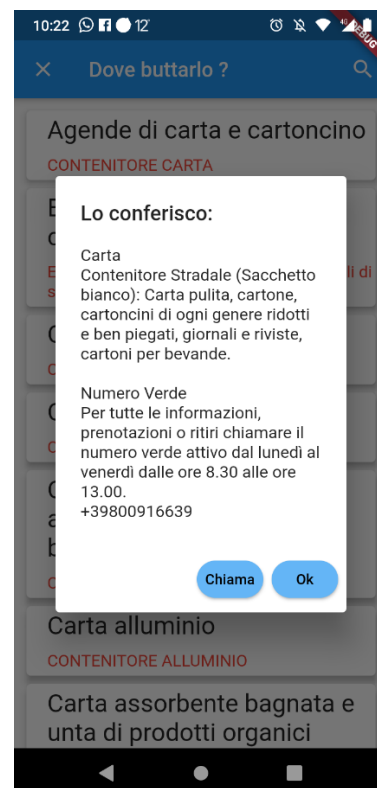 10:22 12°
4G
DEBUG
Dove buttarlo ?
Agende di carta e cartoncino
CONTENITORE CARTA
Lo conferisco:
Carta
Contenitore Stradale (Sacchetto
bianco): Carta pulita, cartone,
cartoncini di ogni genere ridotti
e ben piegati, giornali e riviste,
cartoni per bevande.
Numero Verde
Per tutte le informazioni,
prenotazioni o ritiri chiamare il
numero verde attivo dal lunedì al
venerdì dalle ore 8.30 alle ore
13.00.
+39800916639
Chiama Ok
Carta alluminio
CONTENITORE ALLUMINIO
Carta assorbente bagnata e
unta di prodotti organici